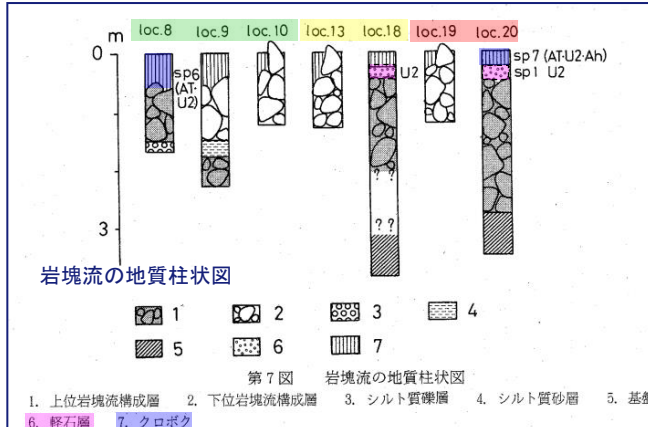 loc.8 loc.9 loc.10 loc.13 loc.18 loc.19 loc.20
m
0
sp6
(AT・
U2)
U2
sp7 (AT・U2・Ah)
sp1 U2
? ?
3
? ?
岩塊流の地質柱状図
1 2 3 4
5 6 7
第7図 岩塊流の地質柱状図
1. 上位岩塊流構成層 2. 下位岩塊流構成層 3. シルト質礫層 4. シルト質砂層 5. 基盤
6. 軽石層 7. クロボク